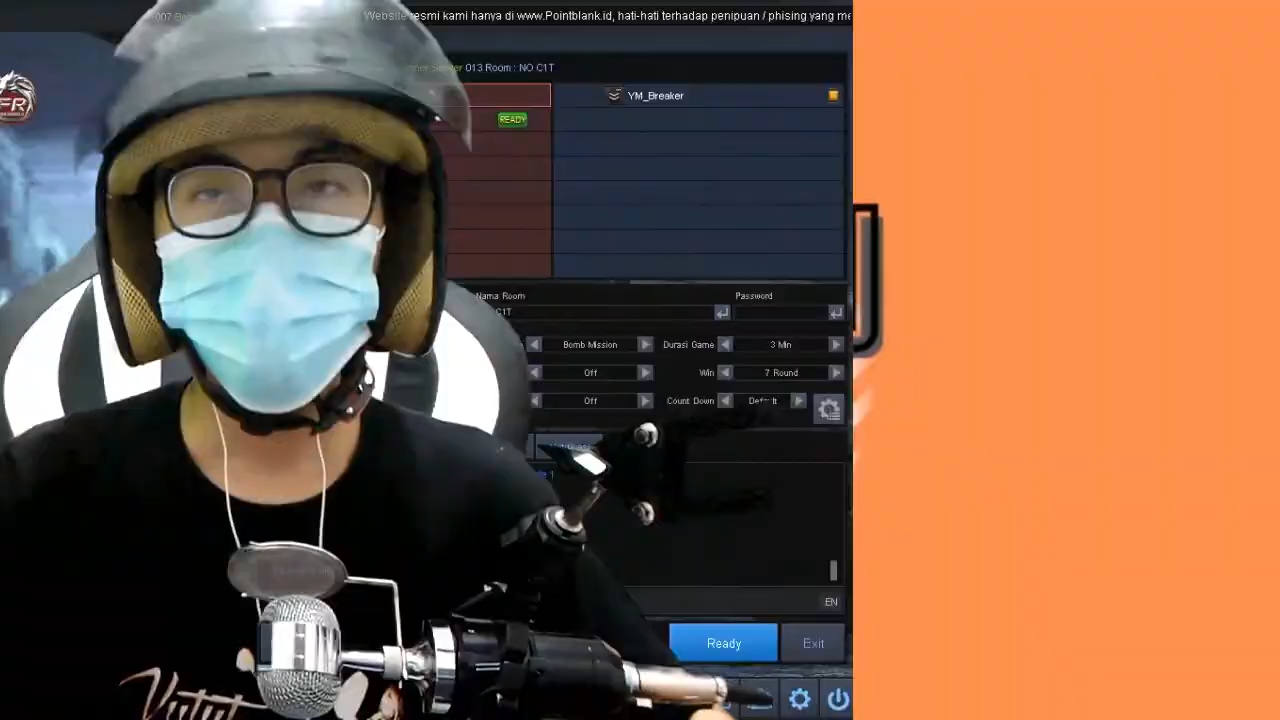 Website resmi kami hanya di www.Pointblank.id, hati-hati terhadap penipuan / phising yang me
013 Room : NO C1T
FR
YM_Breaker
READY
Nama Room
Password
C1T
Bomb Mission
Durasi Game
3 Min
Off
Win
7 Round
Off
Count Down
EN
Ready
Exit